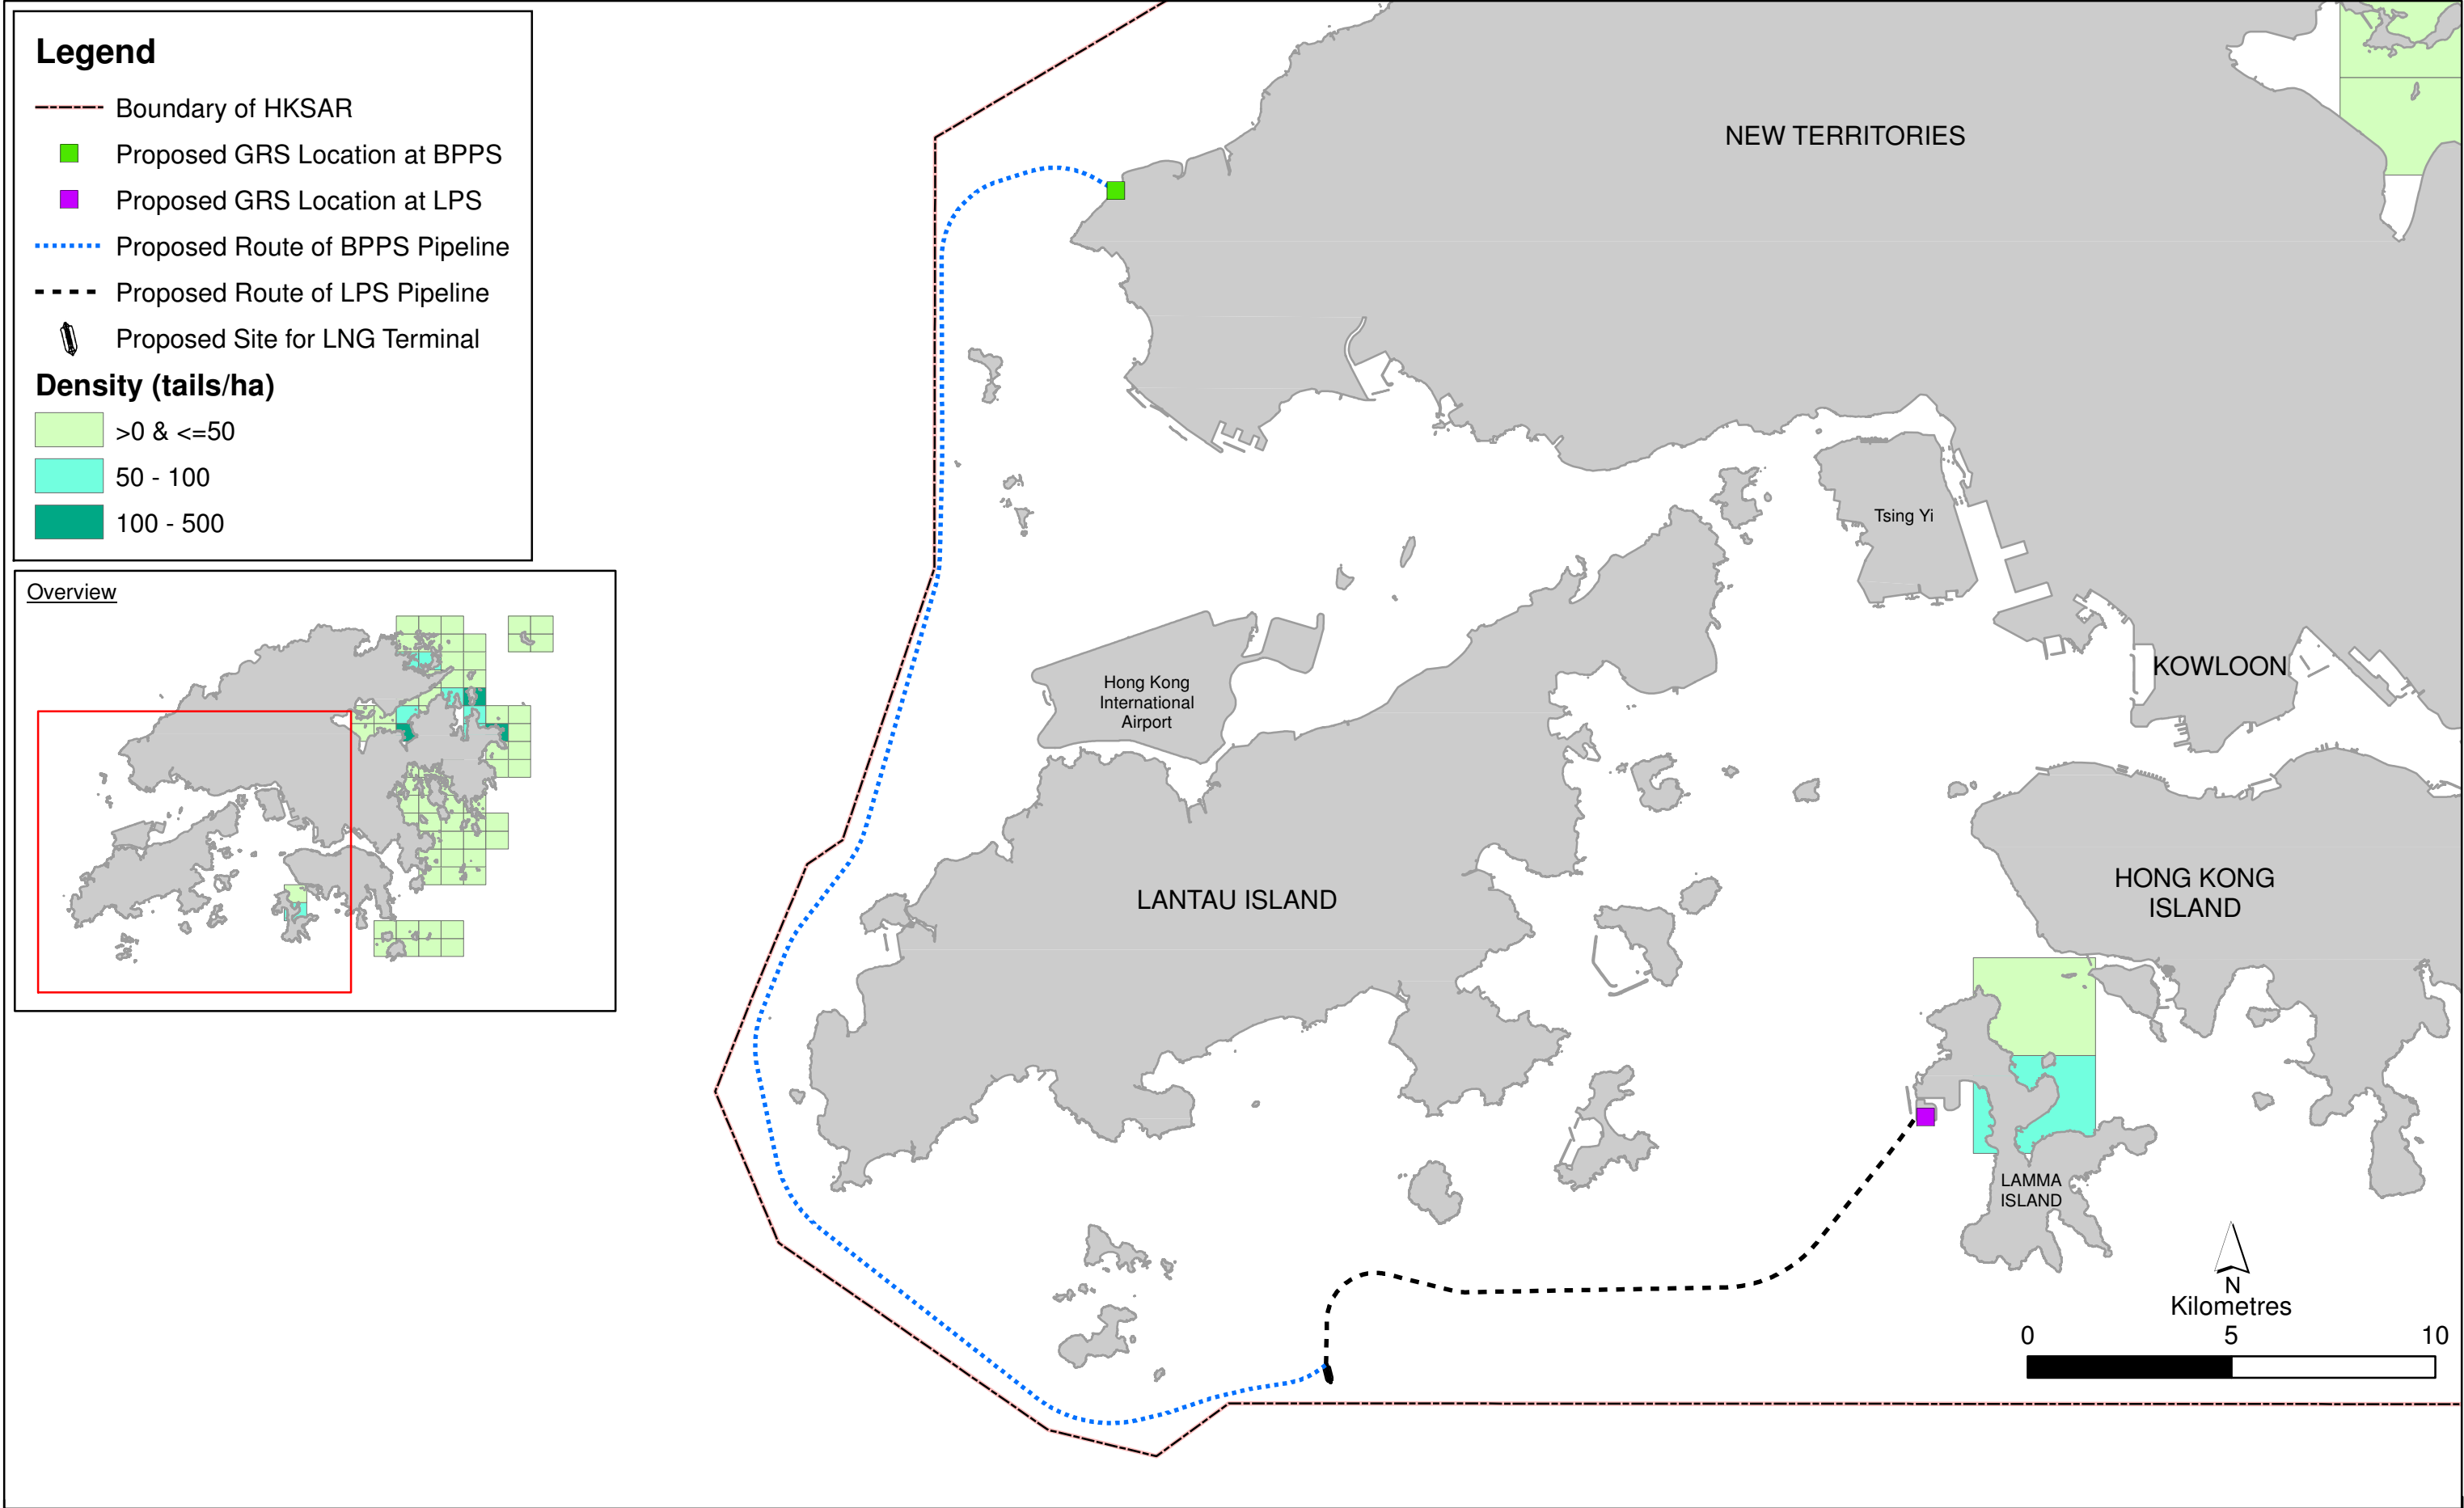 Legend
Boundary of HKSAR
Proposed GRS Location at BPPS
Proposed GRS Location at LPS
Proposed Route of BPPS Pipeline
Proposed Route of LPS Pipeline
Proposed Site for LNG Terminal
Density (tails/ha)
>0 & <=50
50 - 100
100 - 500
Overview
NEW TERRITORIES
Tsing Yi
KOWLOON
Hong Kong
International
Airport
LANTAU ISLAND
HONG KONG
ISLAND
LAMMA
ISLAND
N
Kilometres
0 5 10